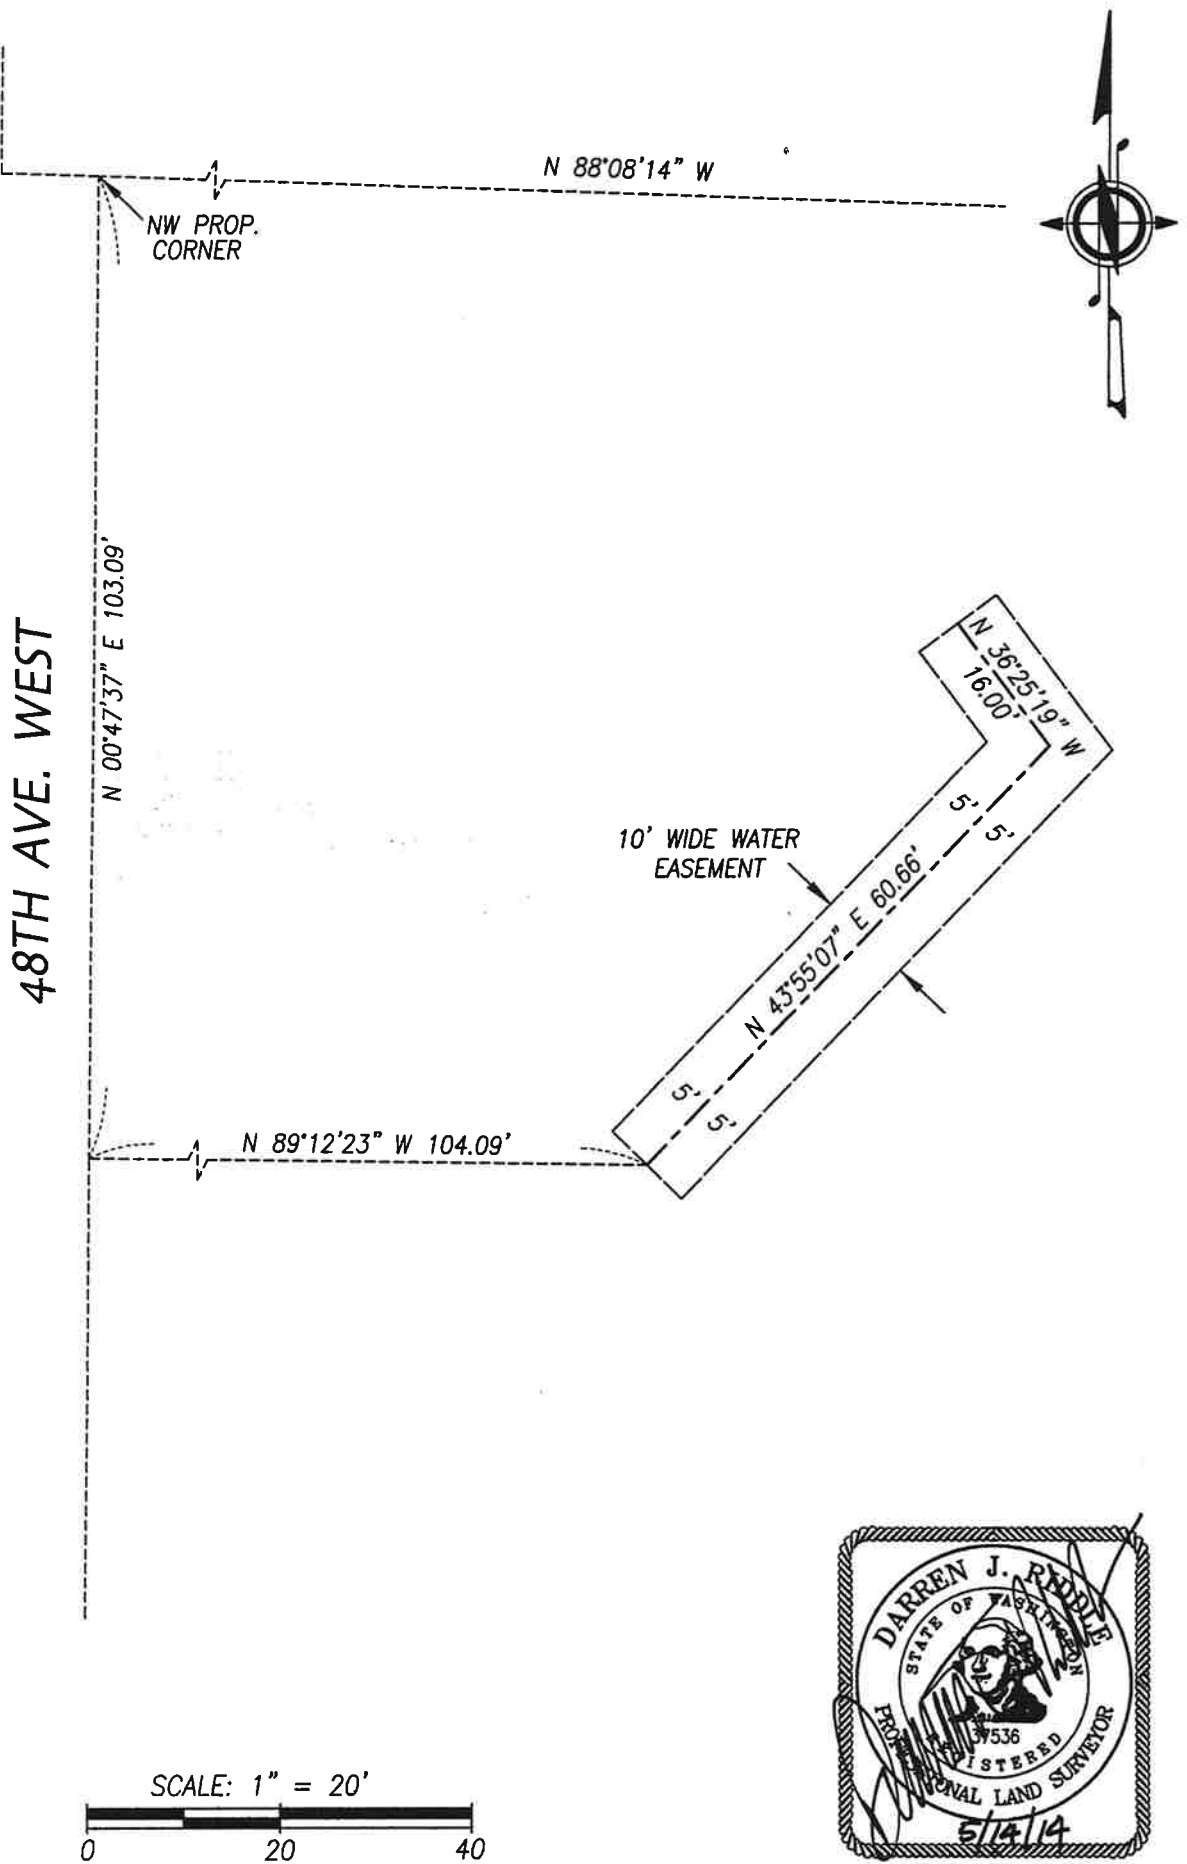 N 88°08'14" W
NW PROP.
CORNER
N 00°47'37" E 103.09'
48TH AVE. WEST
N 36°25'19" W
16.00'
5'
5'
10' WIDE WATER
EASEMENT
N 43°55'07" E 60.66'
5'
5'
N 89°12'23" W 104.09'
DARREN J. RIDDLE
STATE OF WASHINGTON
37536
REGISTERED
PROFESSIONAL LAND SURVEYOR
5/14/14
SCALE: 1" = 20'
0 20 40